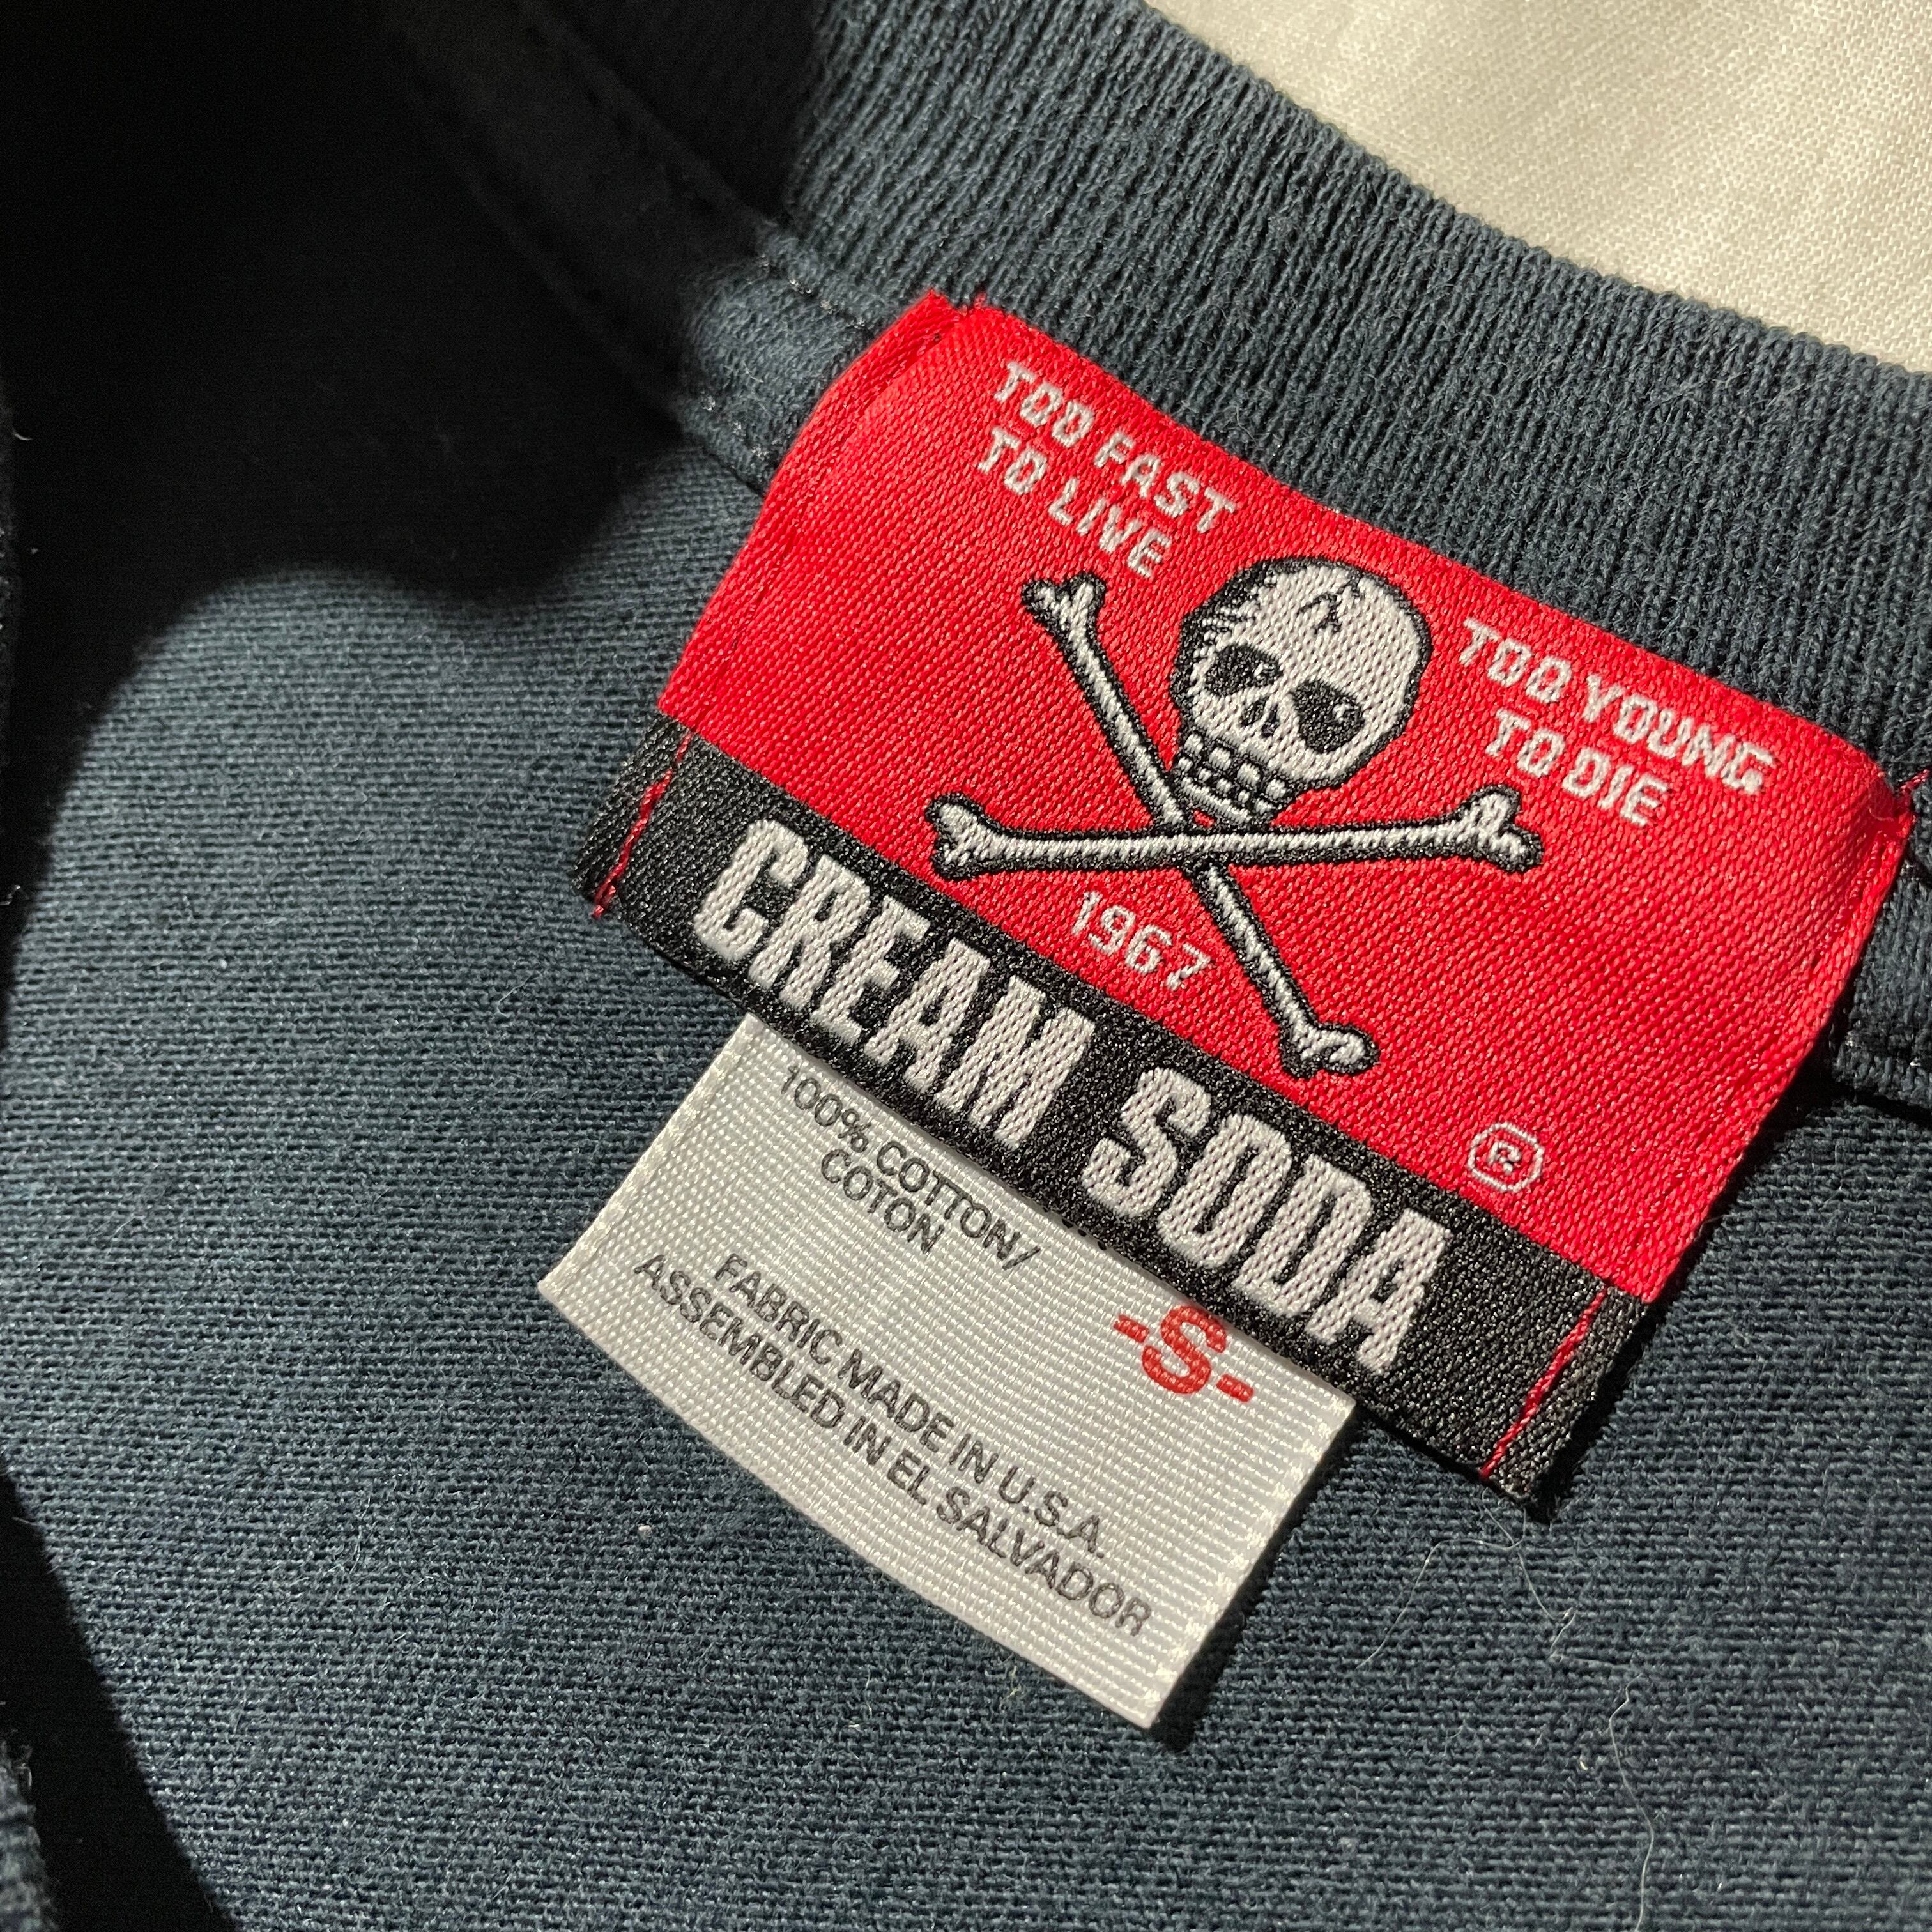 TOO FAST
TO LIVE
TOO YOUNG
TO DIE
1967
®
CREAM SODA
100% COTTON/
COTON
-S-
FABRIC MADE IN U.S.A.
ASSEMBLED IN EL SALVADOR